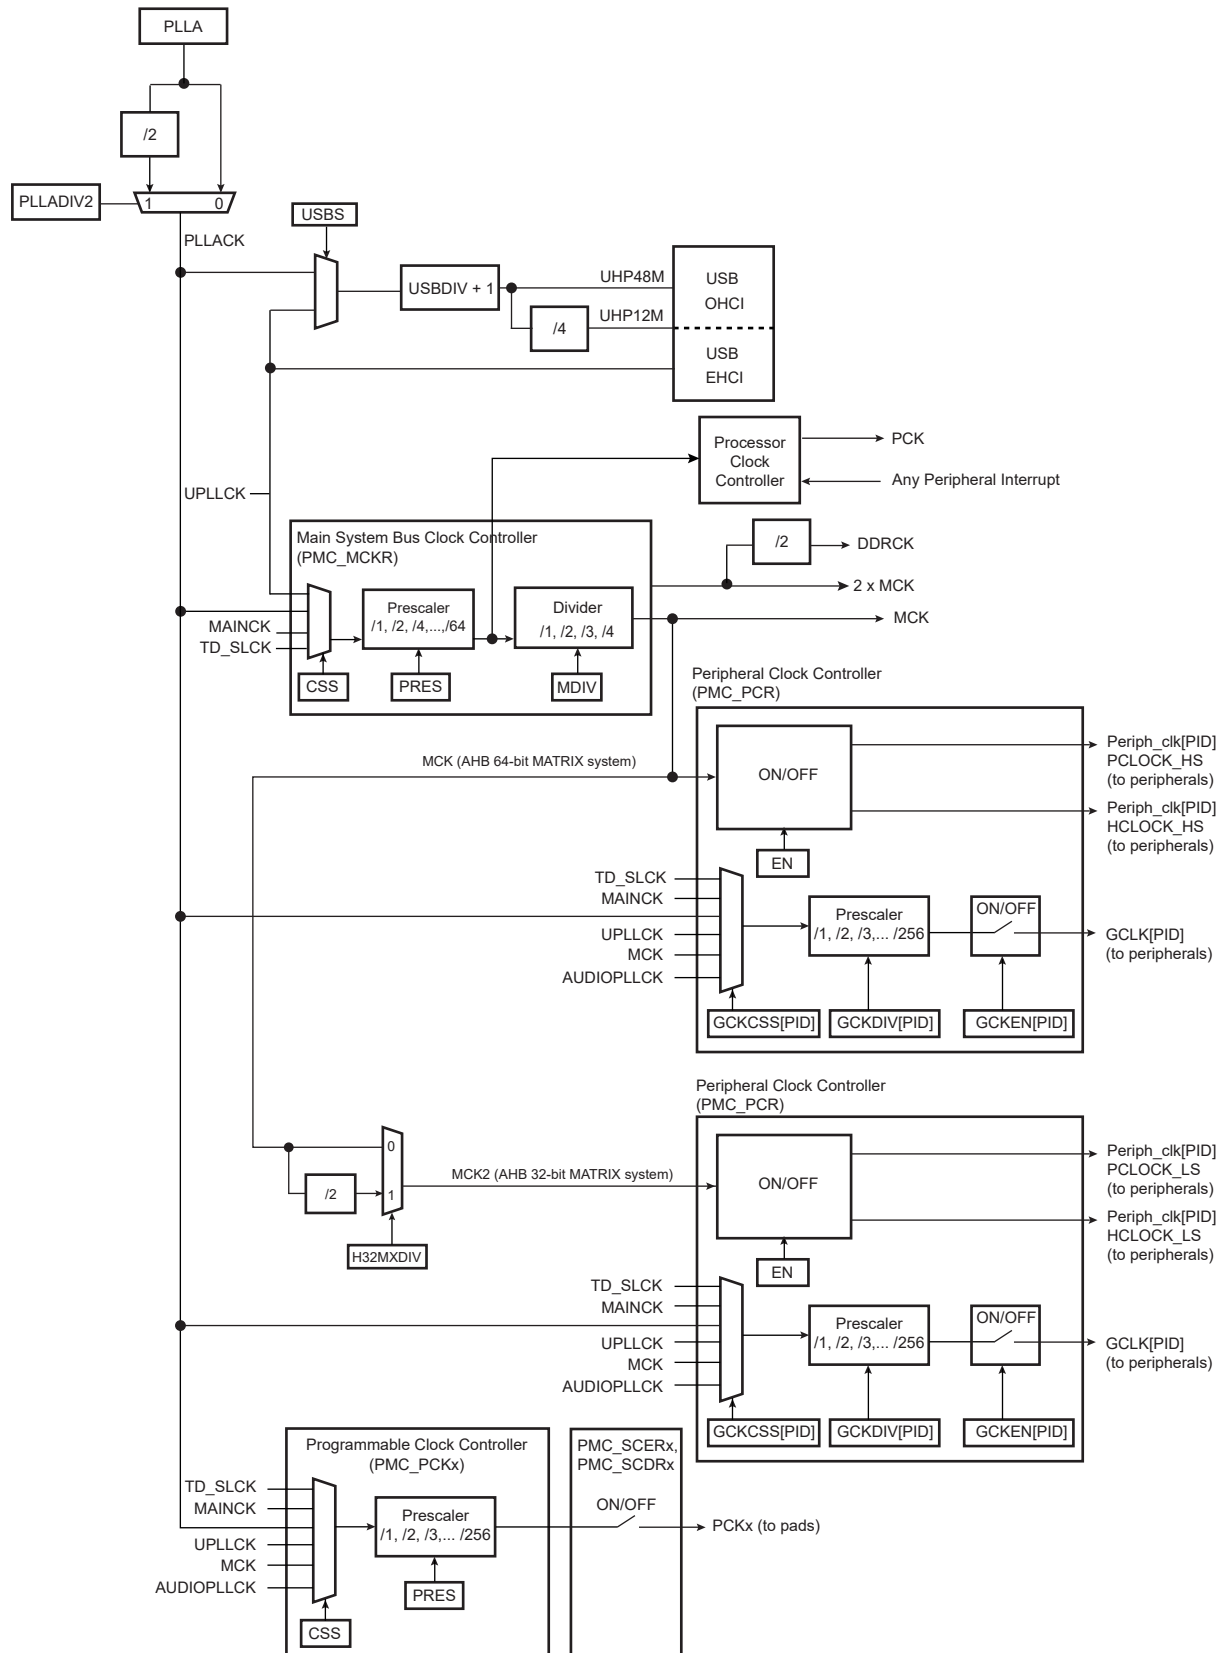 PLLA
/2
PLLADIV2
1
0
PLLACK
USBS
USBDIV + 1
UHP48M
UHP12M
/4
USB
OHCI
USB
EHCI
Processor
Clock
Controller
PCK
Any Peripheral Interrupt
UPLLCK
Main System Bus Clock Controller
(PMC_MCKR)
/2
DDRCK
2 x MCK
MAINCK
TD_SLCK
Prescaler
/1, /2, /4,...,/64
Divider
/1, /2, /3, /4
MCK
CSS
PRES
MDIV
Peripheral Clock Controller
(PMC_PCR)
MCK (AHB 64-bit MATRIX system)
ON/OFF
Periph_clk[PID]
PCLOCK_HS
(to peripherals)
Periph_clk[PID]
HCLOCK_HS
(to peripherals)
EN
TD_SLCK
MAINCK
UPLLCK
MCK
AUDIOPLLCK
Prescaler
/1, /2, /3,... /256
ON/OFF
GCLK[PID]
(to peripherals)
GCKCSS[PID]
GCKDIV[PID]
GCKEN[PID]
Peripheral Clock Controller
(PMC_PCR)
0
/2
1
H32MXDIV
MCK2 (AHB 32-bit MATRIX system)
ON/OFF
Periph_clk[PID]
PCLOCK_LS
(to peripherals)
Periph_clk[PID]
HCLOCK_LS
(to peripherals)
EN
TD_SLCK
MAINCK
UPLLCK
MCK
AUDIOPLLCK
Prescaler
/1, /2, /3,... /256
ON/OFF
GCLK[PID]
(to peripherals)
GCKCSS[PID]
GCKDIV[PID]
GCKEN[PID]
Programmable Clock Controller
(PMC_PCKx)
PMC_SCERx,
PMC_SCDRx
TD_SLCK
MAINCK
UPLLCK
MCK
AUDIOPLLCK
Prescaler
/1, /2, /3,... /256
ON/OFF
PCKx (to pads)
PRES
CSS